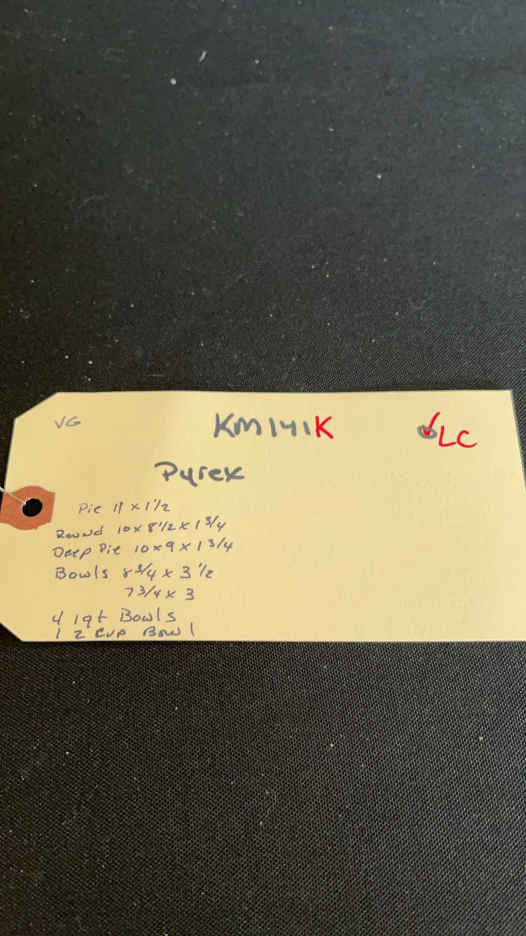 VG KM141K LC
Pyrex
Pie 11 x 1 1/2
Round 10 x 8 1/2 x 1 3/4
Deep Pie 10 x 9 x 1 3/4
Bowls 8 3/4 x 3 1/2
7 3/4 x 3
4 1qt Bowls
1 2 cup Bowl